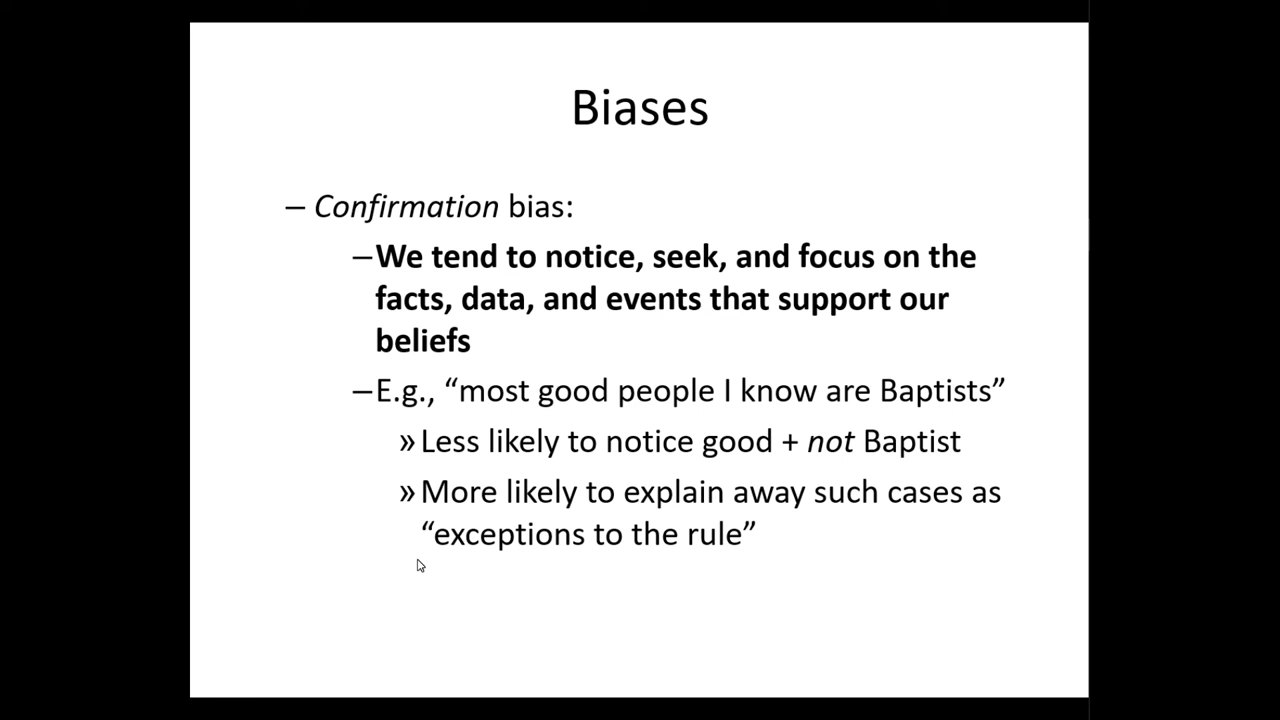 Biases
– Confirmation bias:
–We tend to notice, seek, and focus on the
facts, data, and events that support our
beliefs
–E.g., “most good people I know are Baptists”
»Less likely to notice good + not Baptist
»More likely to explain away such cases as
“exceptions to the rule”